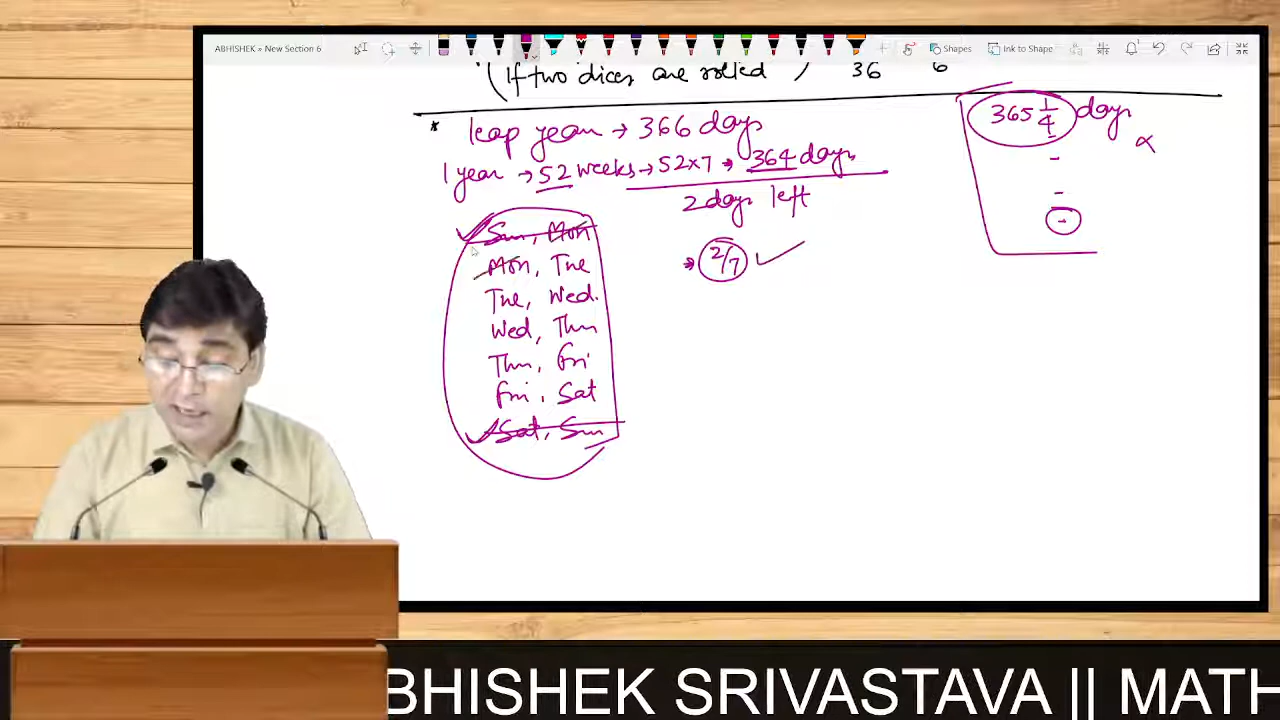 ABHISHEK » New Section 6
Shapes
Ink to Shape
(If two dices are rolled ) 36 6
* leap year → 366 days
1 year → 52 weeks → 52×7 → 364 days
2 days left
→ 2/7 ✓
Sun, Mon
Mon, Tue
Tue, Wed.
Wed, Thu
Thu, Fri
Fri, Sat
Sat, Sun
365 1/4 days
BHISHEK SRIVASTAVA || MATH